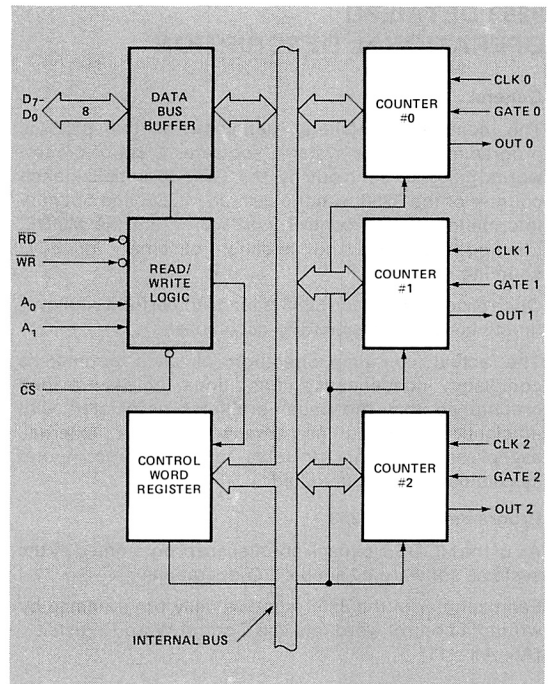 D7-
D0
8
DATA
BUS
BUFFER
COUNTER
#0
CLK 0
GATE 0
OUT 0
RD
WR
A0
A1
CS
READ/
WRITE
LOGIC
COUNTER
#1
CLK 1
GATE 1
OUT 1
CONTROL
WORD
REGISTER
COUNTER
#2
CLK 2
GATE 2
OUT 2
INTERNAL BUS